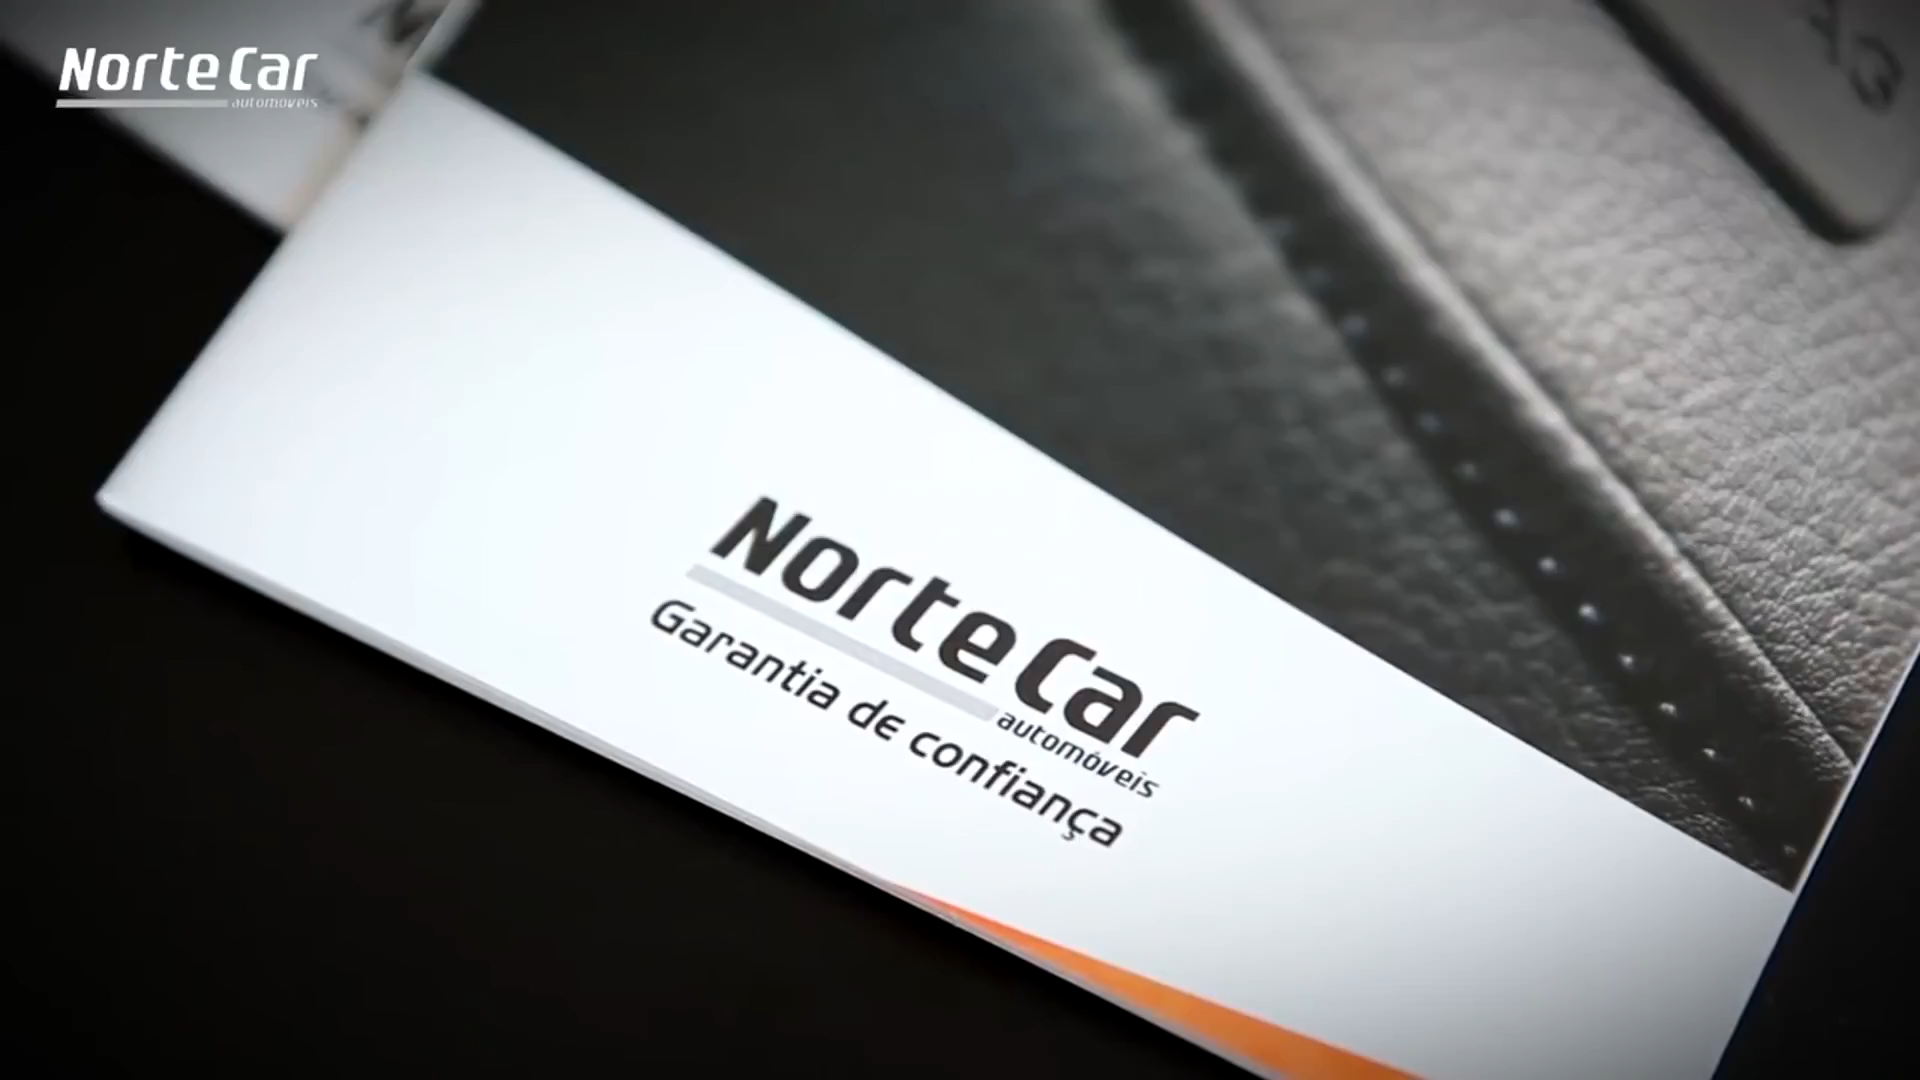 NorteCar
automóveis
NorteCar
automóveis
Garantia de confiança